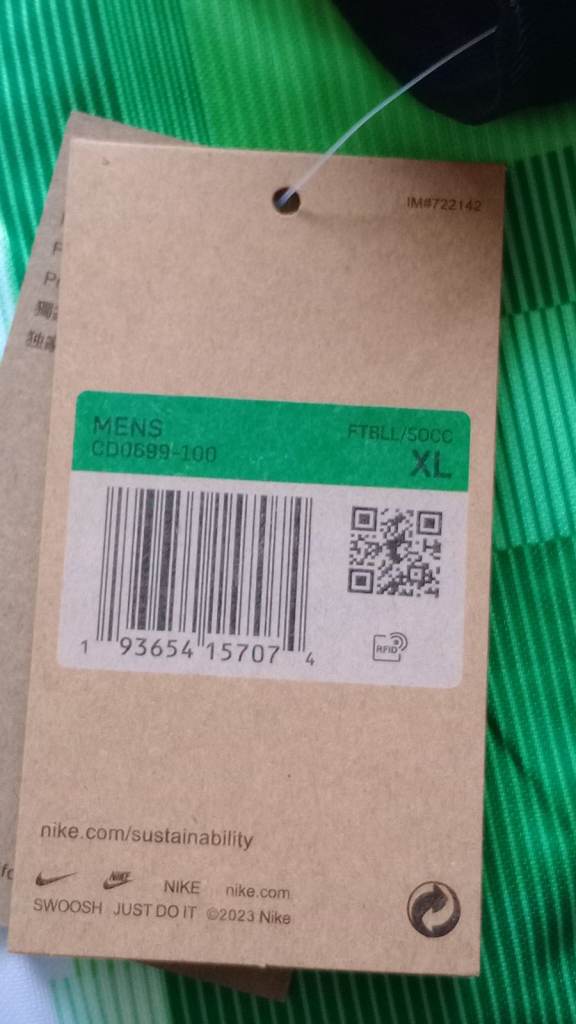 IM#722142
MENS
FTBLL/SOCC
CD0699-100
XL
1 93654 15707 4
RFID
nike.com/sustainability
NIKE nike.com
SWOOSH JUST DO IT ©2023 Nike